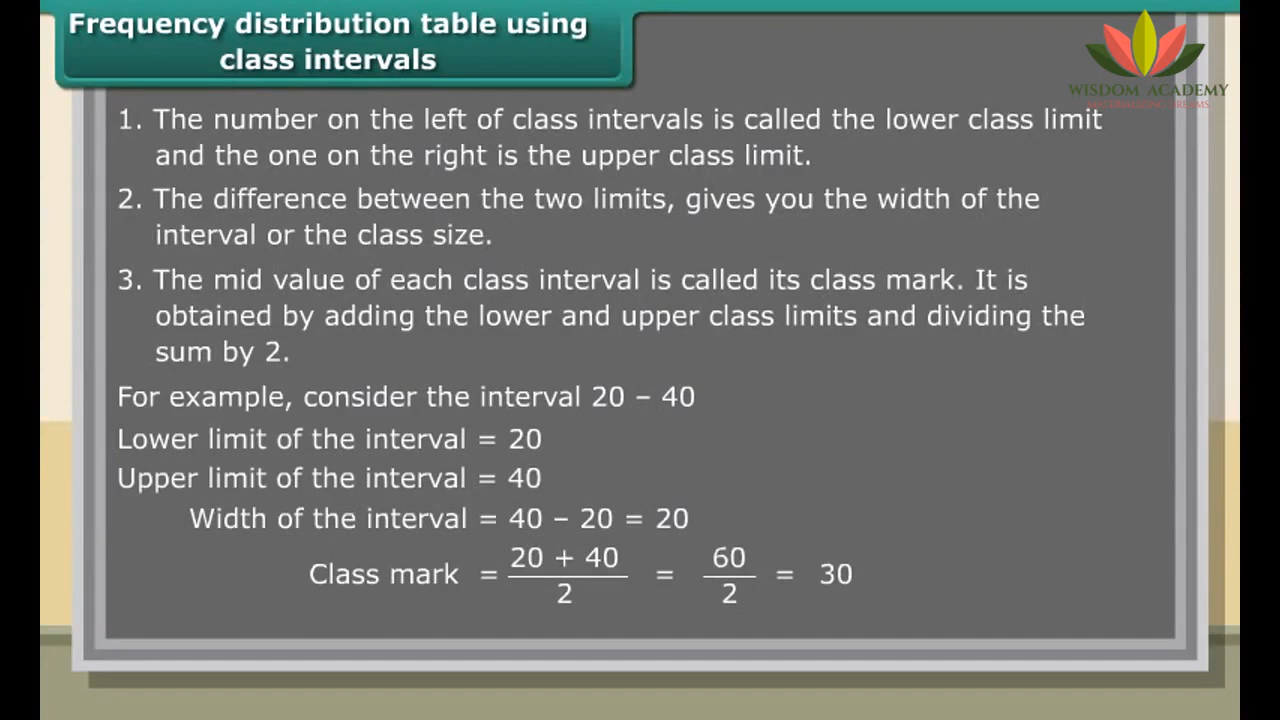 Frequency distribution table using
class intervals
WISDOM ACADEMY
MATERIALIZING DREAMS
1. The number on the left of class intervals is called the lower class limit
and the one on the right is the upper class limit.
2. The difference between the two limits, gives you the width of the
interval or the class size.
3. The mid value of each class interval is called its class mark. It is
obtained by adding the lower and upper class limits and dividing the
sum by 2.
For example, consider the interval 20 – 40
Lower limit of the interval = 20
Upper limit of the interval = 40
Width of the interval = 40 – 20 = 20
Class mark = 20 + 40 / 2 = 60 / 2 = 30